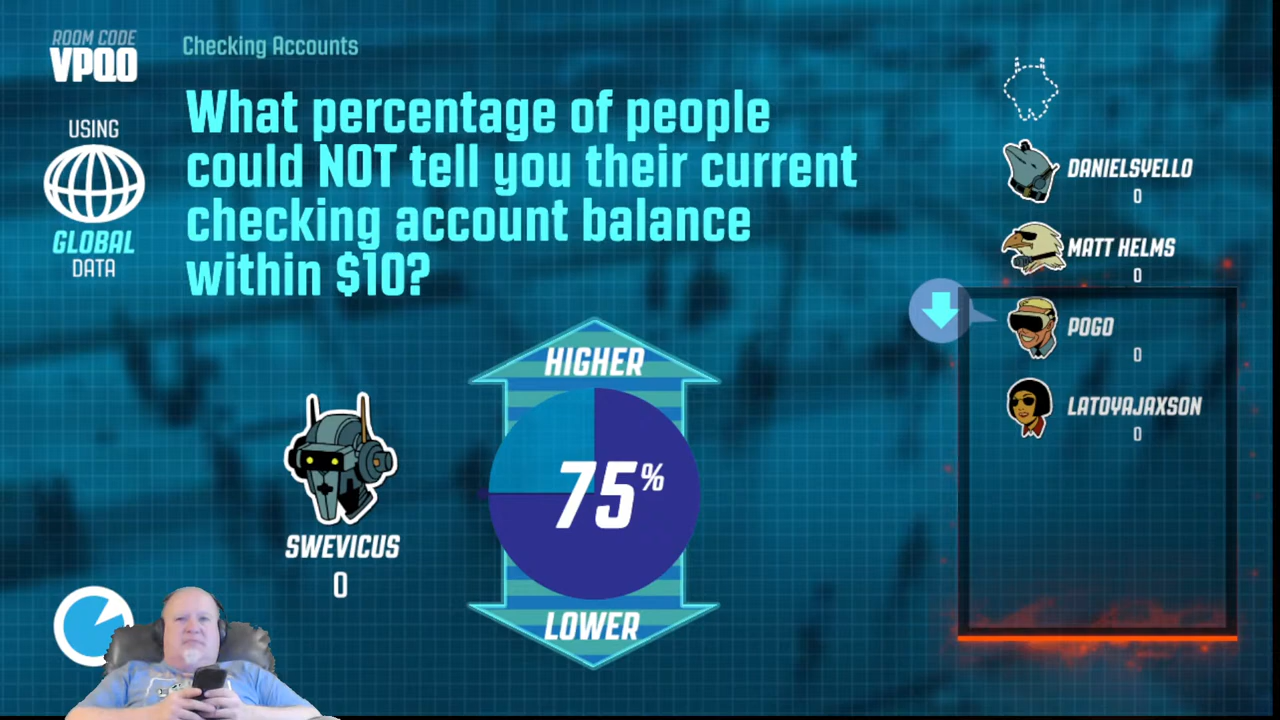 ROOM CODE
VPQO
USING
GLOBAL
DATA
Checking Accounts
What percentage of people
could NOT tell you their current
checking account balance
within $10?
HIGHER
75%
LOWER
SWEVICUS
0
DANIELSYELLO
0
MATT HELMS
0
POGO
0
LATOYAJAXSON
0